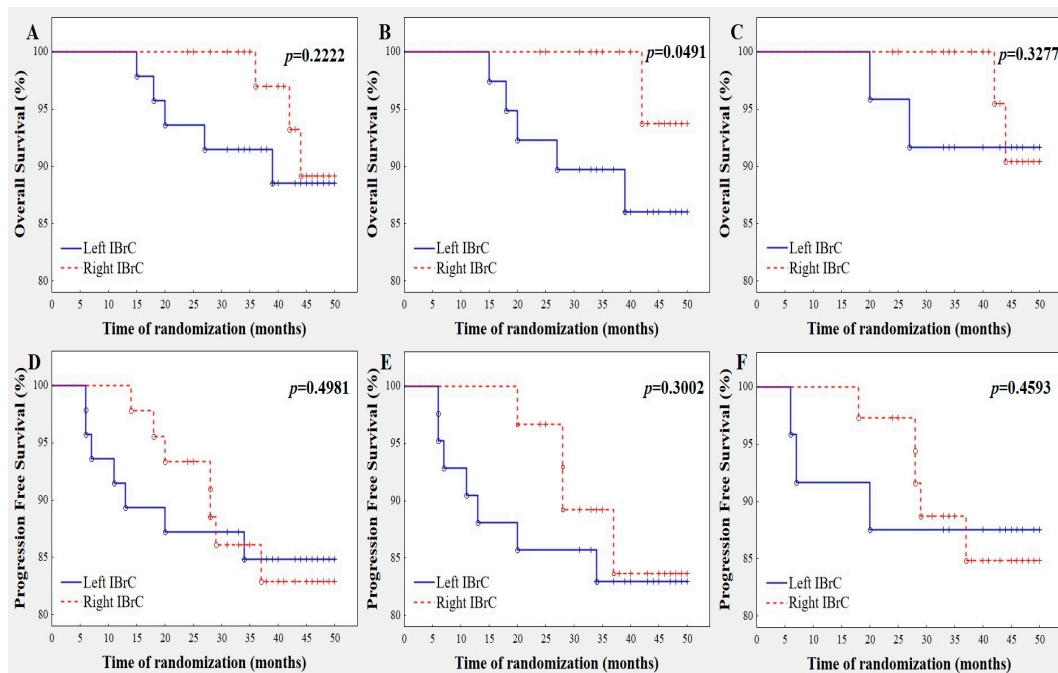 A
p=0.2222
Overall Survival (%)
100
95
90
85
80
Left IBrC
Right IBrC
0 5 10 15 20 25 30 35 40 45 50
Time of randomization (months)
B
p=0.0491
Overall Survival (%)
100
95
90
85
80
Left IBrC
Right IBrC
0 5 10 15 20 25 30 35 40 45 50
Time of randomization (months)
C
p=0.3277
Overall Survival (%)
100
95
90
85
80
Left IBrC
Right IBrC
0 5 10 15 20 25 30 35 40 45 50
Time of randomization (months)
D
p=0.4981
Progression Free Survival (%)
100
95
90
85
80
Left IBrC
Right IBrC
0 5 10 15 20 25 30 35 40 45 50
Time of randomization (months)
E
p=0.3002
Progression Free Survival (%)
100
95
90
85
80
Left IBrC
Right IBrC
0 5 10 15 20 25 30 35 40 45 50
Time of randomization (months)
F
p=0.4593
Progression Free Survival (%)
100
95
90
85
80
Left IBrC
Right IBrC
0 5 10 15 20 25 30 35 40 45 50
Time of randomization (months)